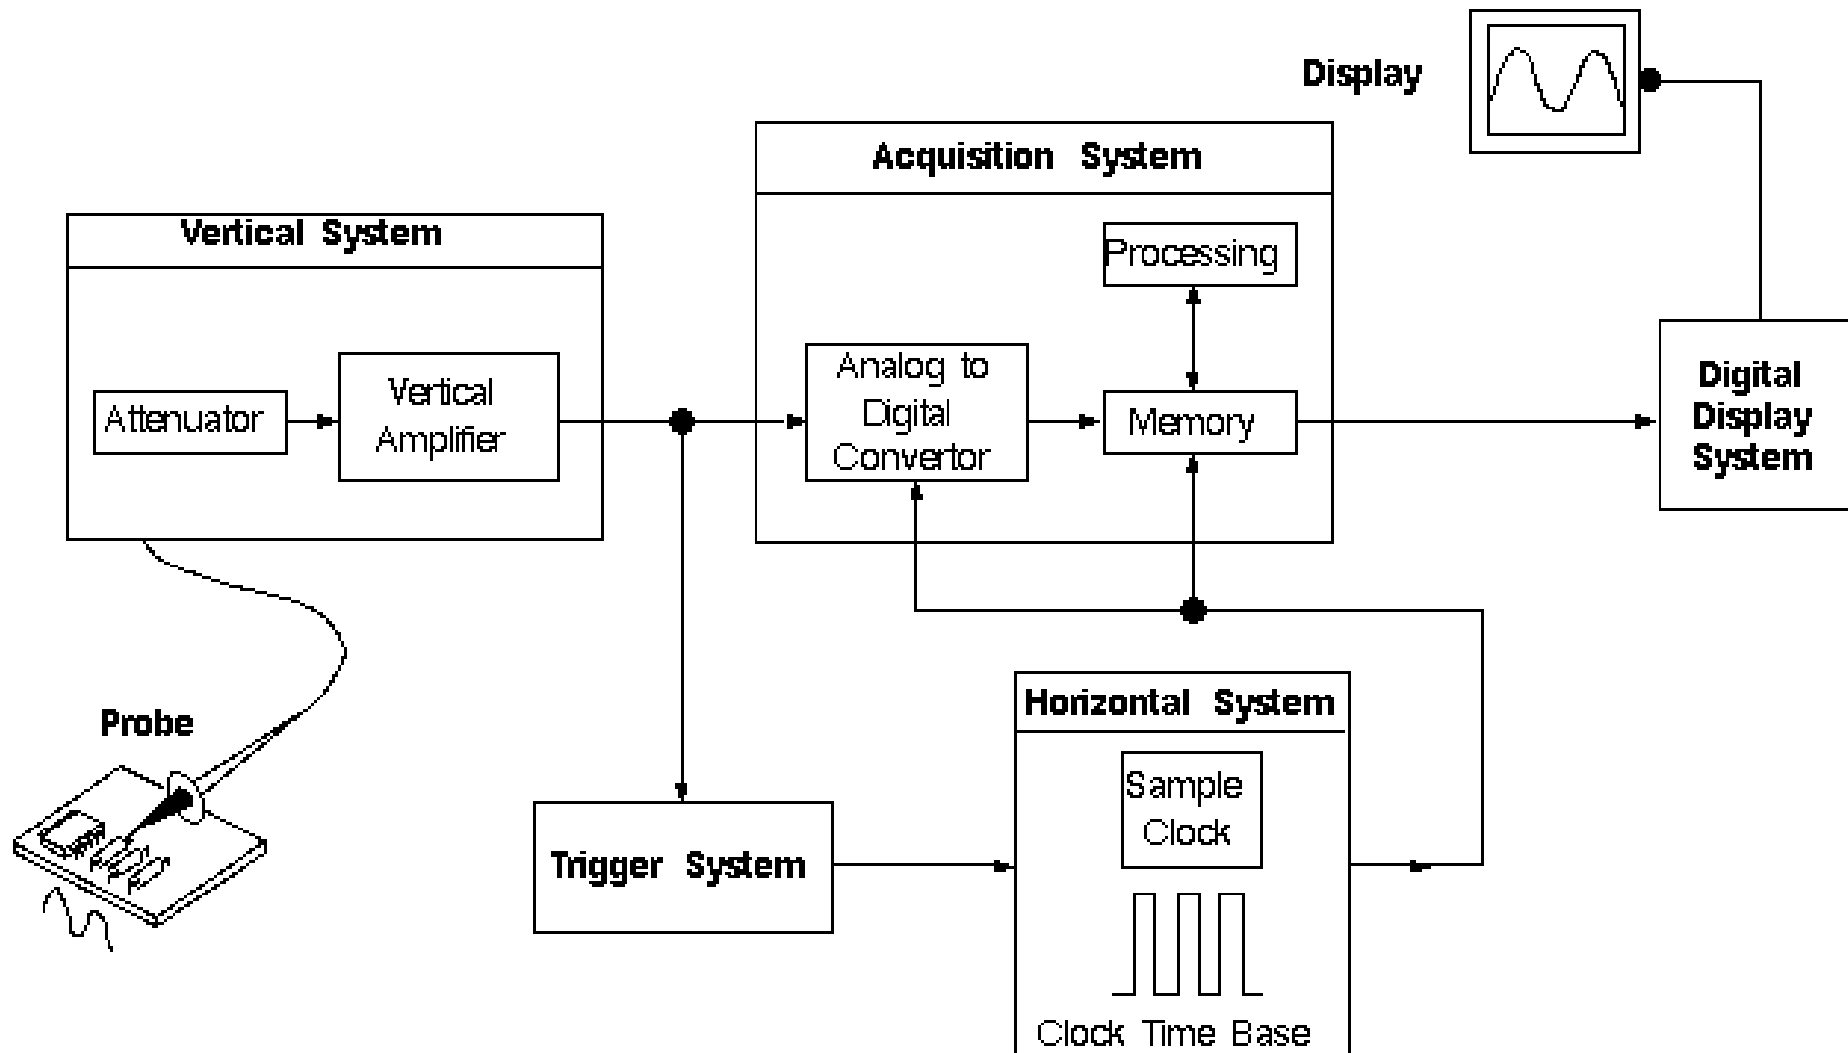 Display
Acquisition System
Vertical System
Processing
Attenuator
Vertical
Amplifier
Analog to
Digital
Convertor
Memory
Digital
Display
System
Probe
Horizontal System
Sample
Clock
Trigger System
Clock Time Base